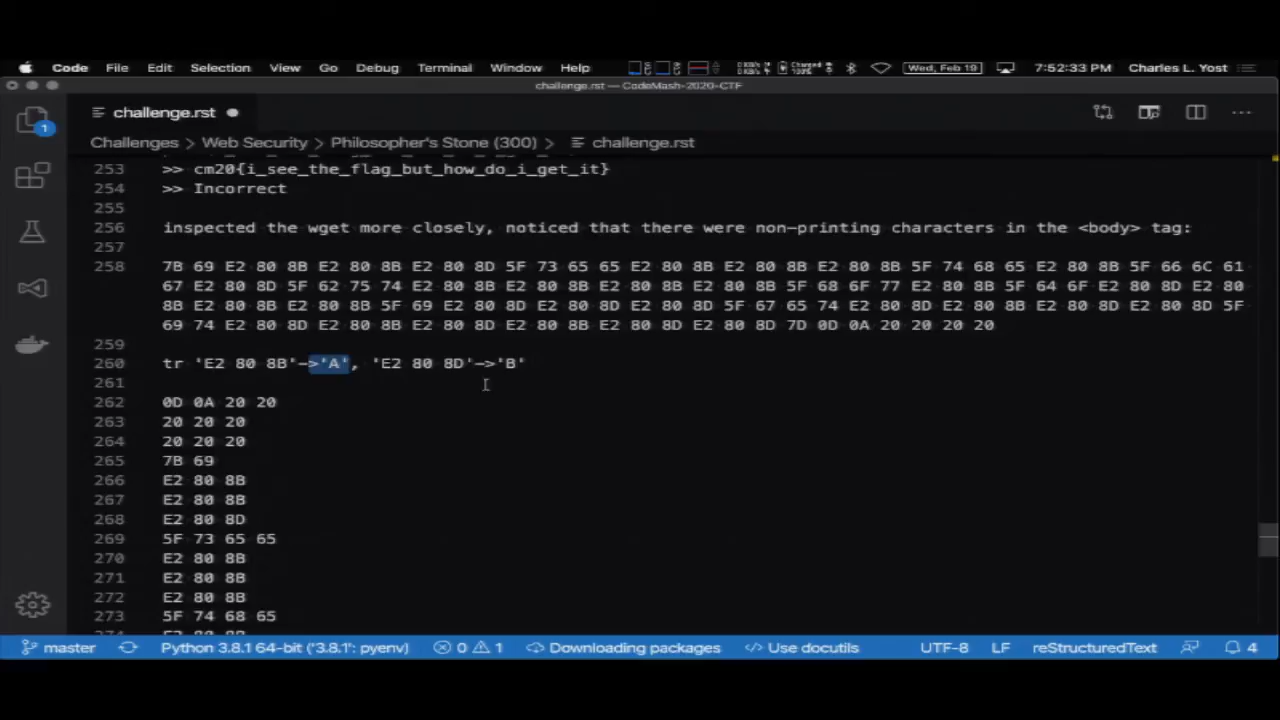 Code File Edit Selection View Go Debug Terminal Window Help Wed, Feb 19 7:52:33 PM Charles L. Yost
challenge.rst — CodeMash-2020-CTF
challenge.rst
Challenges > Web Security > Philosopher's Stone (300) > challenge.rst
253 >> cm20{i_see_the_flag_but_how_do_i_get_it}
254 >> Incorrect
255
256 inspected the wget more closely, noticed that there were non-printing characters in the <body> tag:
257
258 7B 69 E2 80 8B E2 80 8B E2 80 8D 5F 73 65 65 E2 80 8B E2 80 8B E2 80 8B 5F 74 68 65 E2 80 8B 5F 66 6C 61
67 E2 80 8D 5F 62 75 74 E2 80 8B E2 80 8B E2 80 8B 5F 68 6F 77 E2 80 8B 5F 64 6F E2 80 8D E2 80
8B E2 80 8B E2 80 8B 5F 69 E2 80 8D E2 80 8D E2 80 8D 5F 67 65 74 E2 80 8D E2 80 8B E2 80 8D E2 80 8D 5F
69 74 E2 80 8D E2 80 8B E2 80 8D E2 80 8B E2 80 8D E2 80 8D 7D 0D 0A 20 20 20 20
259
260 tr 'E2 80 8B'->'A', 'E2 80 8D'->'B'
261
262 0D 0A 20 20
263 20 20 20
264 20 20 20
265 7B 69
266 E2 80 8B
267 E2 80 8B
268 E2 80 8D
269 5F 73 65 65
270 E2 80 8B
271 E2 80 8B
272 E2 80 8B
273 5F 74 68 65
master Python 3.8.1 64-bit ('3.8.1': pyenv) 0 1 Downloading packages </> Use docutils UTF-8 LF reStructuredText 4